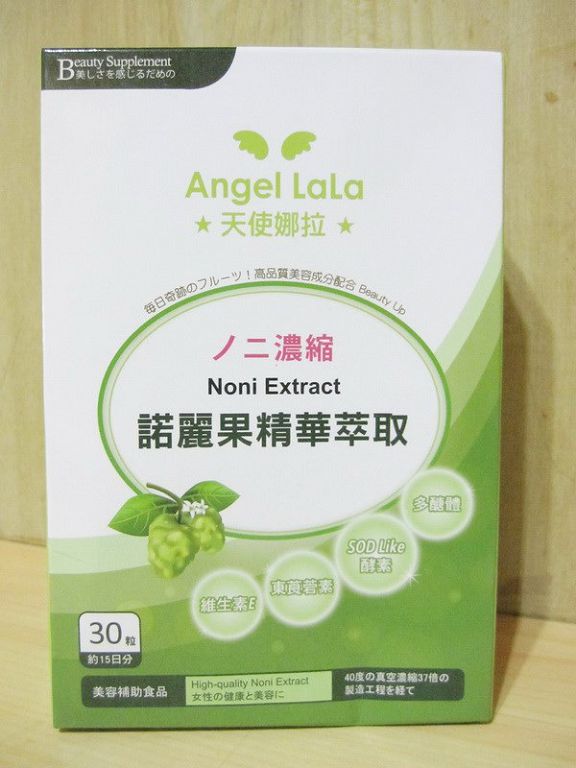 Beauty Supplement
美しさを感じるための
Angel LaLa
★ 天使娜拉 ★
毎日奇跡のフルーツ！高品質美容成分配合 Beauty Up
ノニ濃縮
Noni Extract
諾麗果精華萃取
多醣體
SOD Like
酵素
東莨菪素
維生素E
30粒
約15日分
美容補助食品
High-quality Noni Extract
女性の健康と美容に
40度の真空濃縮37倍の
製造工程を経て